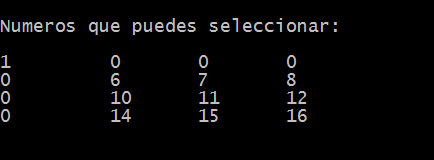 Numeros que puedes seleccionar:
1 0 0 0
0 6 7 8
0 10 11 12
0 14 15 16